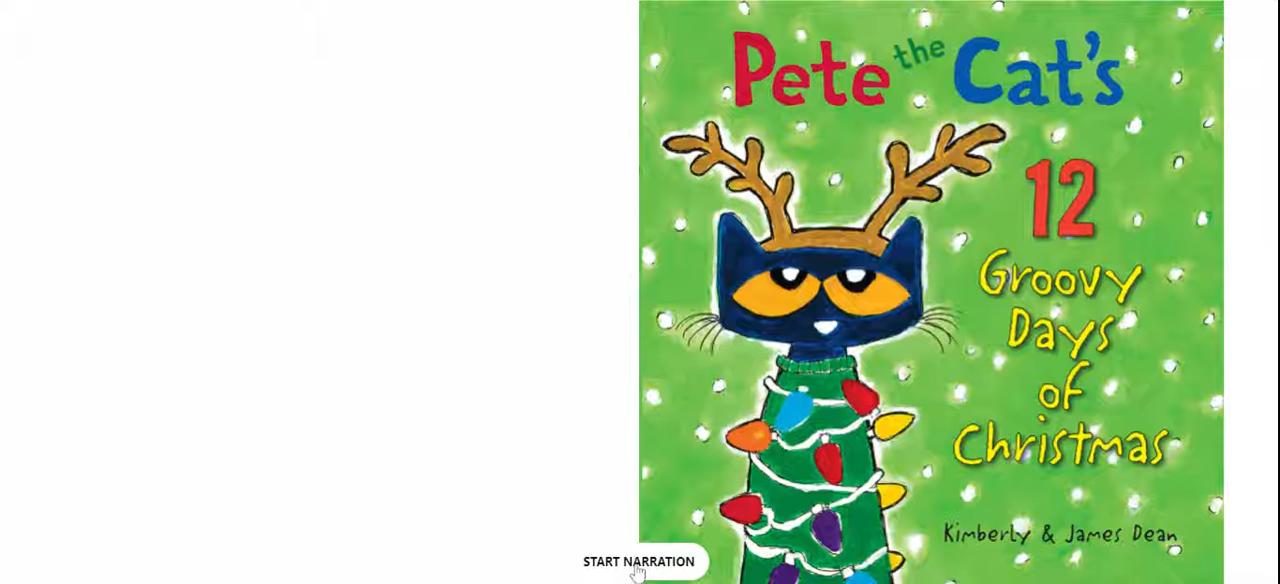 Pete the Cat's
12
Groovy
Days
of
Christmas
Kimberly & James Dean
START NARRATION